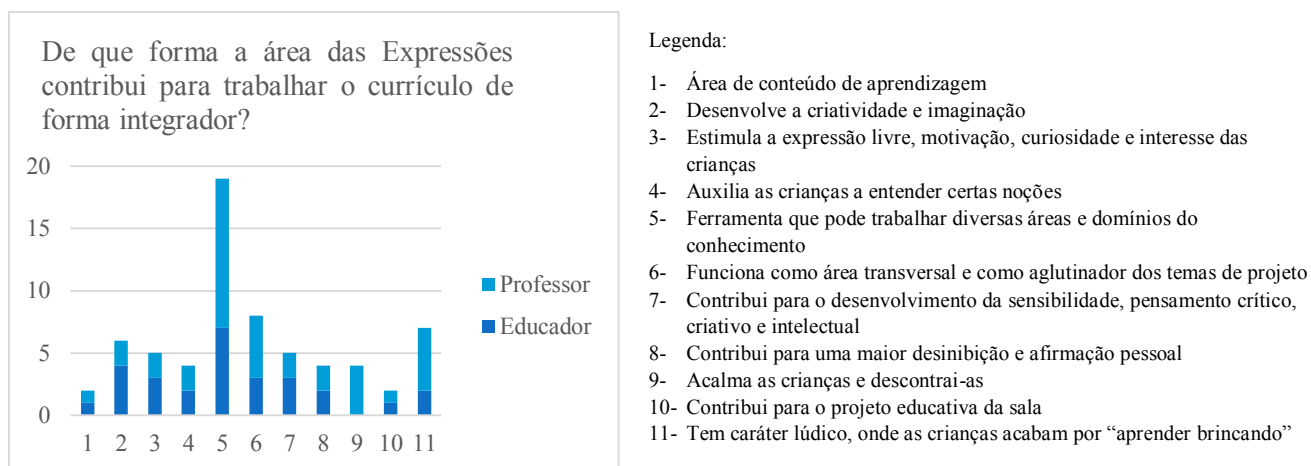 De que forma a área das Expressões
contribui para trabalhar o currículo de
forma integrador?
20
15
10
5
0
1 2 3 4 5 6 7 8 9 10 11
Professor
Educador
Legenda:
1- Área de conteúdo de aprendizagem
2- Desenvolve a criatividade e imaginação
3- Estimula a expressão livre, motivação, curiosidade e interesse das
crianças
4- Auxilia as crianças a entender certas noções
5- Ferramenta que pode trabalhar diversas áreas e domínios do
conhecimento
6- Funciona como área transversal e como aglutinador dos temas de projeto
7- Contribui para o desenvolvimento da sensibilidade, pensamento crítico,
criativo e intelectual
8- Contribui para uma maior desinibição e afirmação pessoal
9- Acalma as crianças e descontrai-as
10- Contribui para o projeto educativa da sala
11- Tem caráter lúdico, onde as crianças acabam por “aprender brincando”